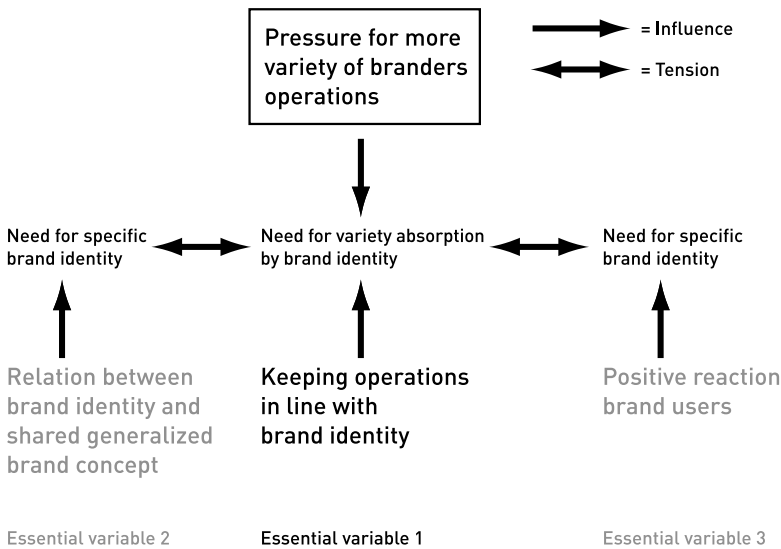 Pressure for more
variety of branders
operations
= Influence
= Tension
Need for specific
brand identity
Need for variety absorption
by brand identity
Need for specific
brand identity
Relation between
brand identity and
shared generalized
brand concept
Keeping operations
in line with
brand identity
Positive reaction
brand users
Essential variable 2
Essential variable 1
Essential variable 3